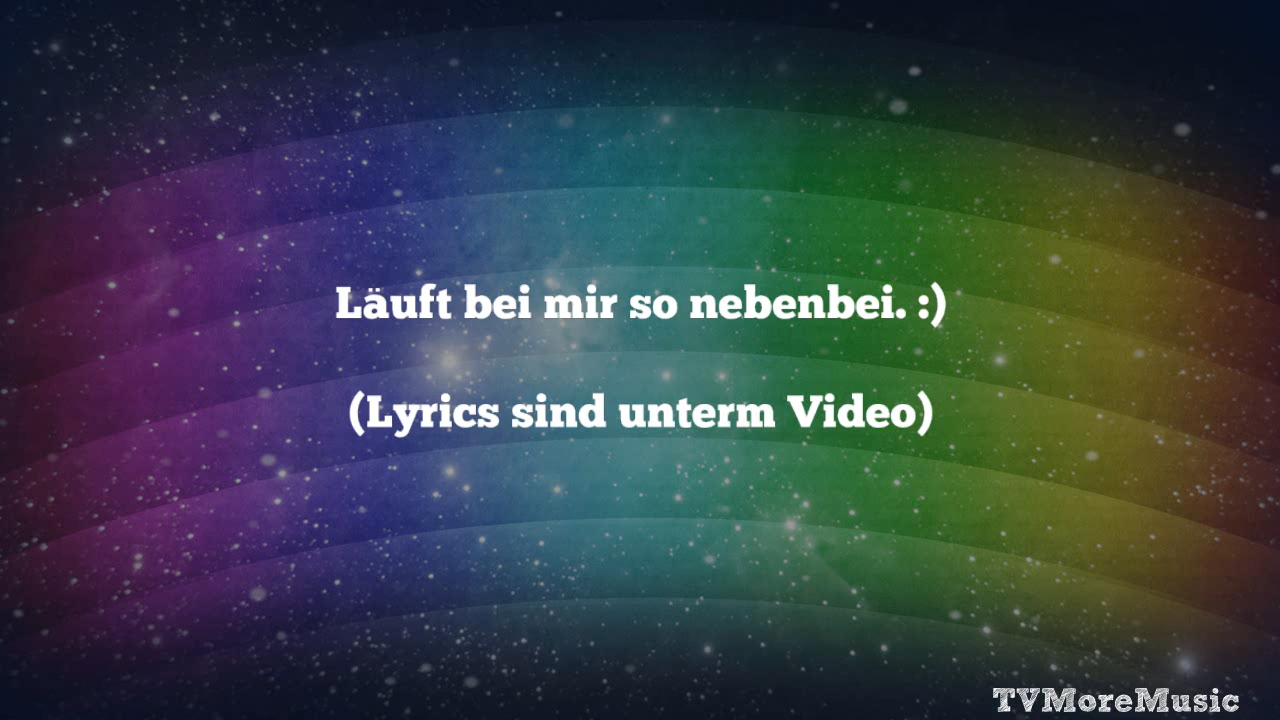 Läuft bei mir so nebenbei. :)
(Lyrics sind unterm Video)
TVMoreMusic